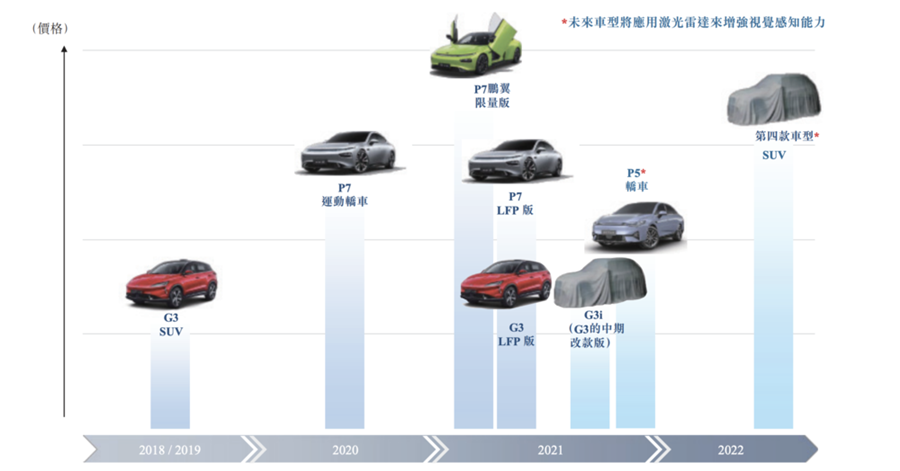 *未來車型將應用激光雷達來增強視覺感知能力
(價格)
P7鵬翼
限量版
第四款車型*
SUV
P7
運動轎車
P7
LFP 版
P5*
轎車
G3
SUV
G3
LFP 版
G3i
(G3的中期
改款版)
2018 / 2019
2020
2021
2022